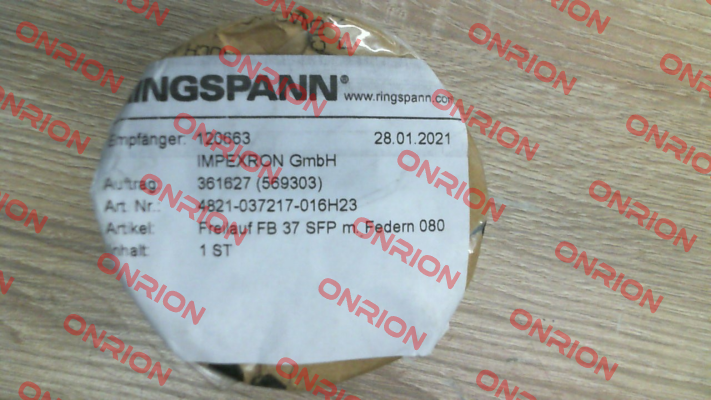 RINGSPANN® www.ringspann.com
Empfänger: 120663 28.01.2021
IMPEXRON GmbH
Auftrag: 361627 (569303)
Art. Nr.: 4821-037217-016H23
Artikel: Freilauf FB 37 SFP m. Federn 080
Inhalt: 1 ST
ONRION